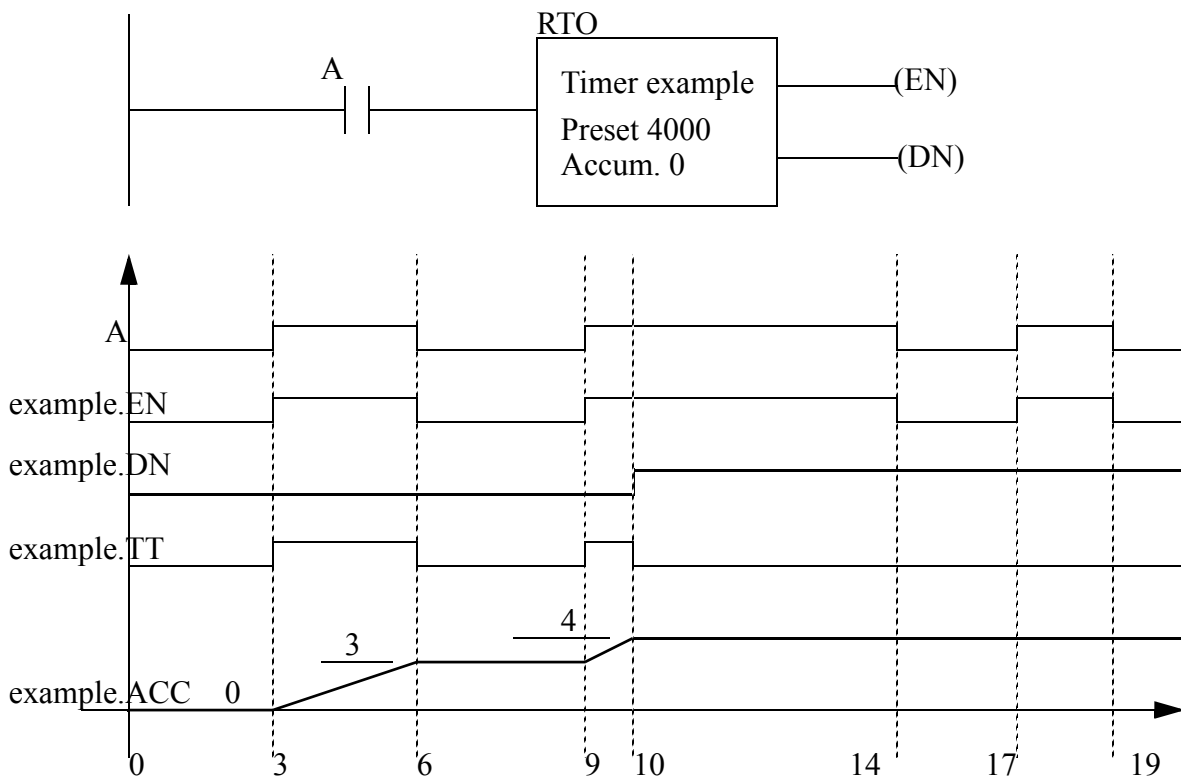 RTO
A
Timer example
(EN)
Preset 4000
Accum. 0
(DN)
A
example.EN
example.DN
example.TT
4
3
example.ACC 0
0 3 6 9 10 14 17 19